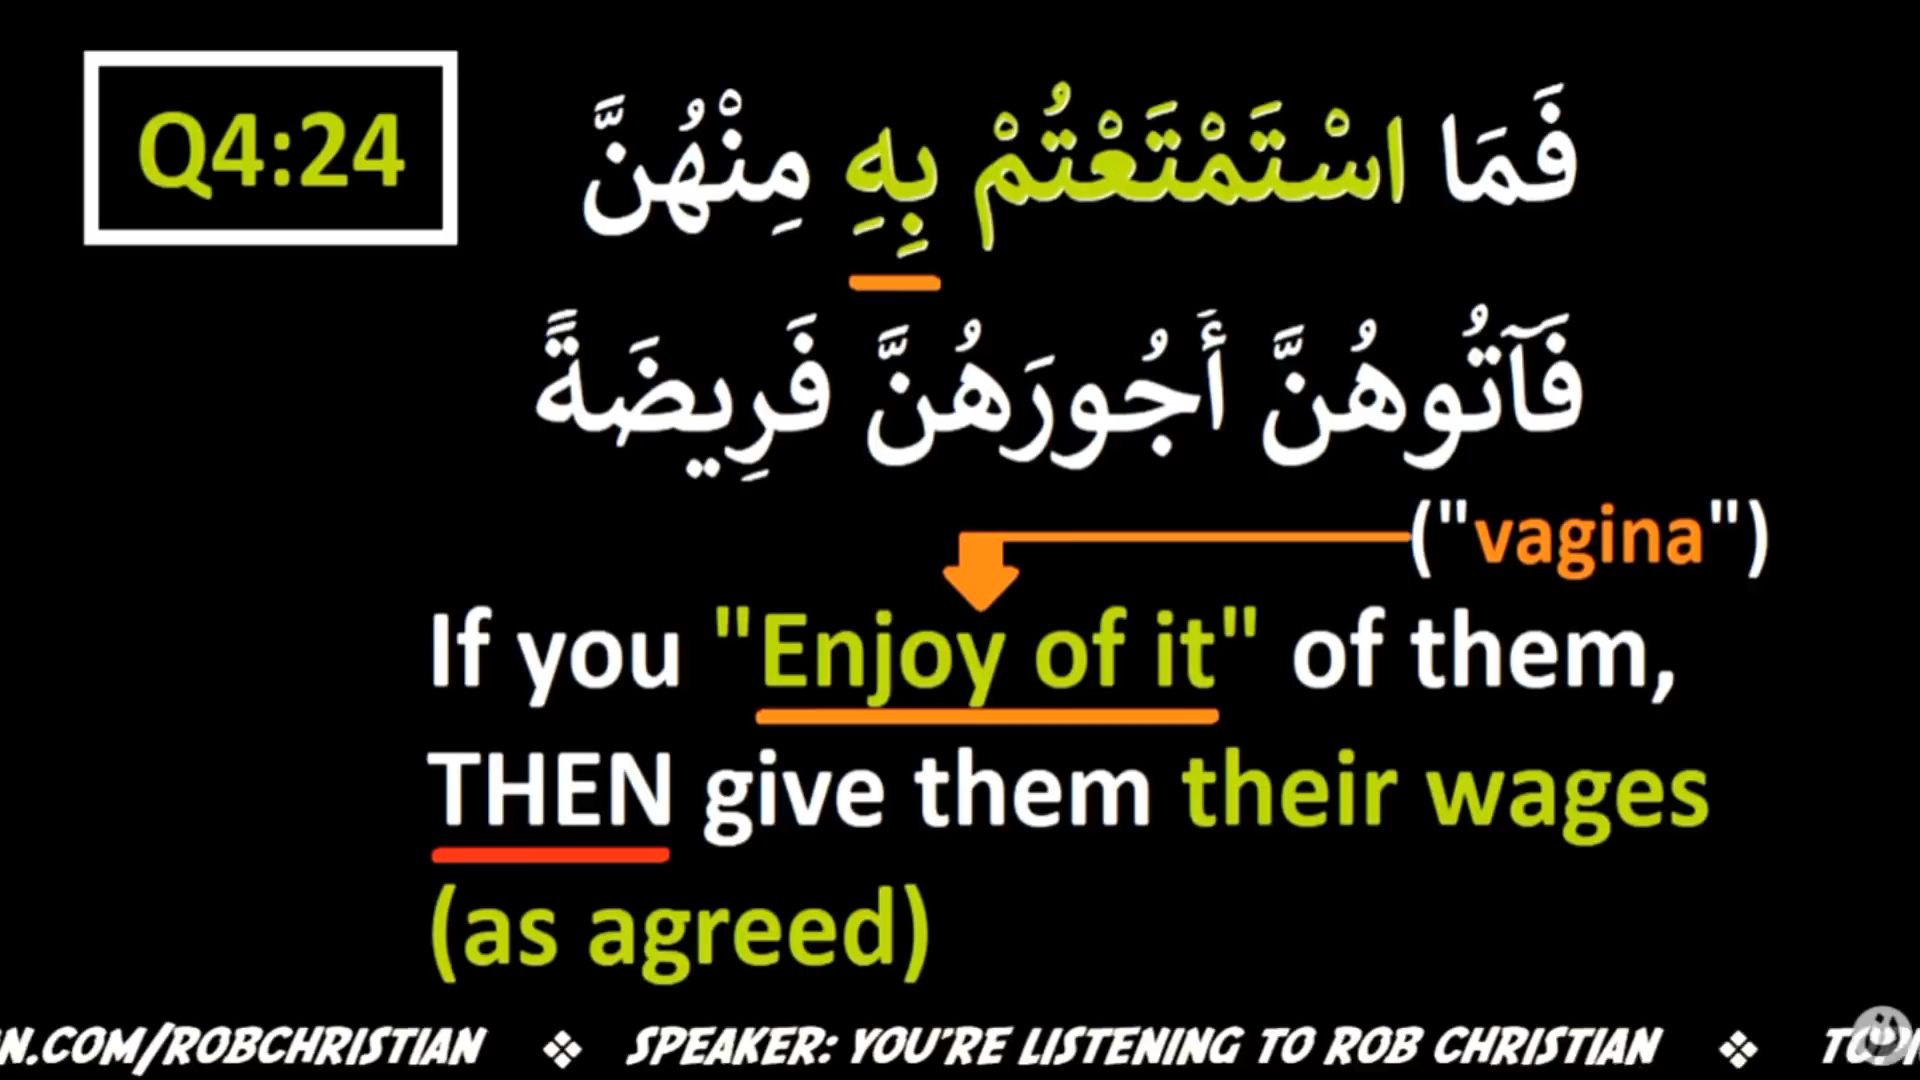 Q4:24
فَمَا اسْتَمْتَعْتُمْ بِهِ مِنْهُنَّ
فَآتُوهُنَّ أُجُورَهُنَّ فَرِيضَةً
("vagina")
If you "Enjoy of it" of them,
THEN give them their wages
(as agreed)
N.COM/ROBCHRISTIAN ❖ SPEAKER: YOU'RE LISTENING TO ROB CHRISTIAN ❖